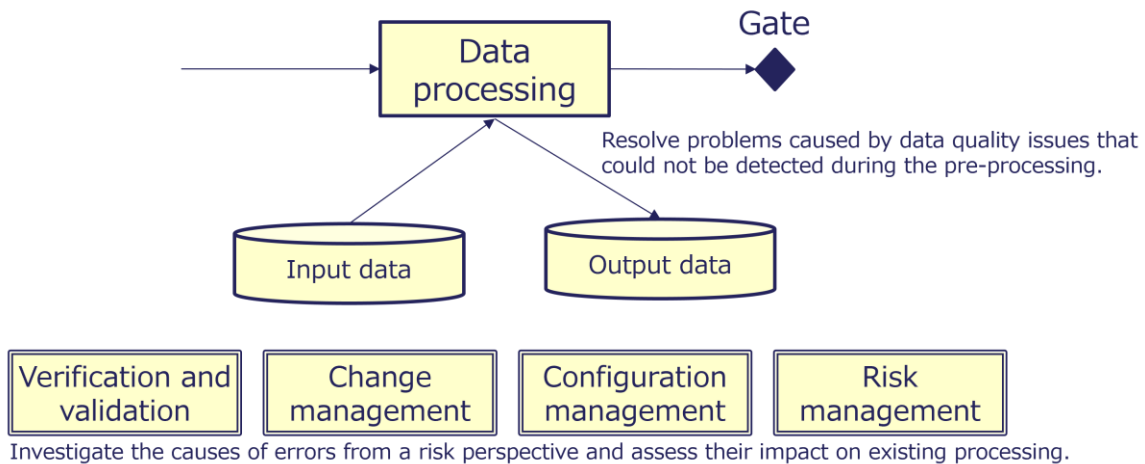 Gate
Data
processing
Resolve problems caused by data quality issues that
could not be detected during the pre-processing.
Input data
Output data
Verification and
validation
Change
management
Configuration
management
Risk
management
Investigate the causes of errors from a risk perspective and assess their impact on existing processing.